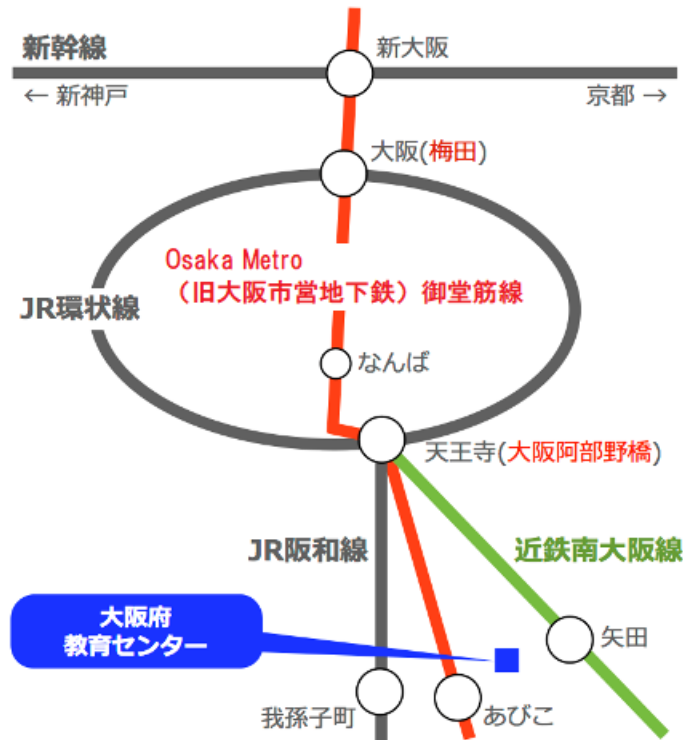 新幹線
新大阪
← 新神戸
京都 →
大阪(梅田)
Osaka Metro
（旧大阪市営地下鉄）御堂筋線
JR環状線
なんば
天王寺(大阪阿部野橋)
JR阪和線
近鉄南大阪線
大阪府
教育センター
矢田
我孫子町
あびこ